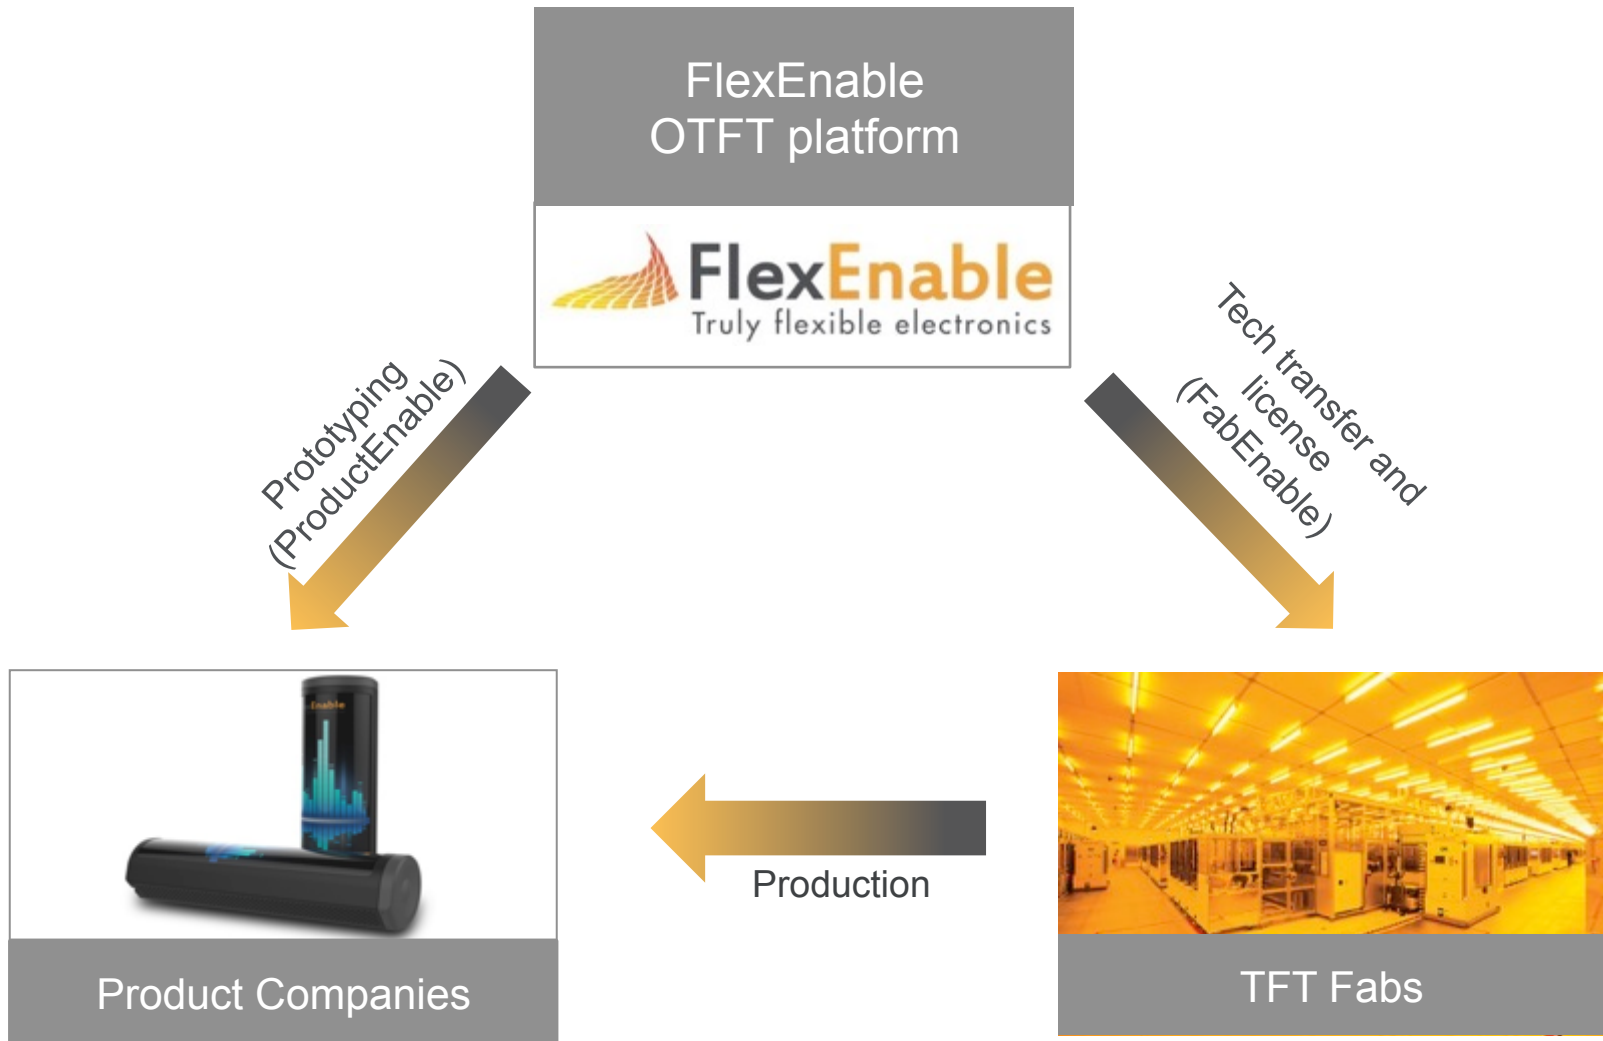 FlexEnable
OTFT platform
FlexEnable
Truly flexible electronics
Prototyping
(ProductEnable)
Tech transfer and
license
(FabEnable)
Enable
Production
Product Companies
TFT Fabs